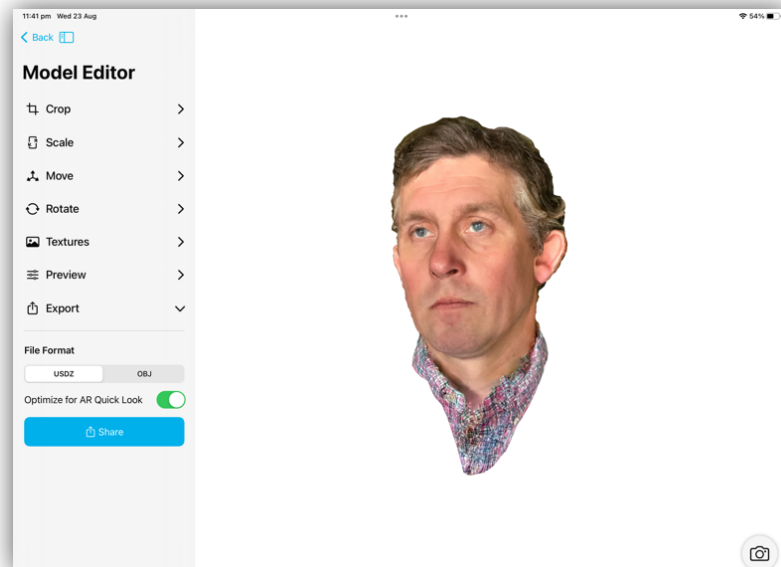 11:41 pm Wed 23 Aug
54%
Back
Model Editor
Crop
Scale
Move
Rotate
Textures
Preview
Export
File Format
USDZ OBJ
Optimize for AR Quick Look
Share